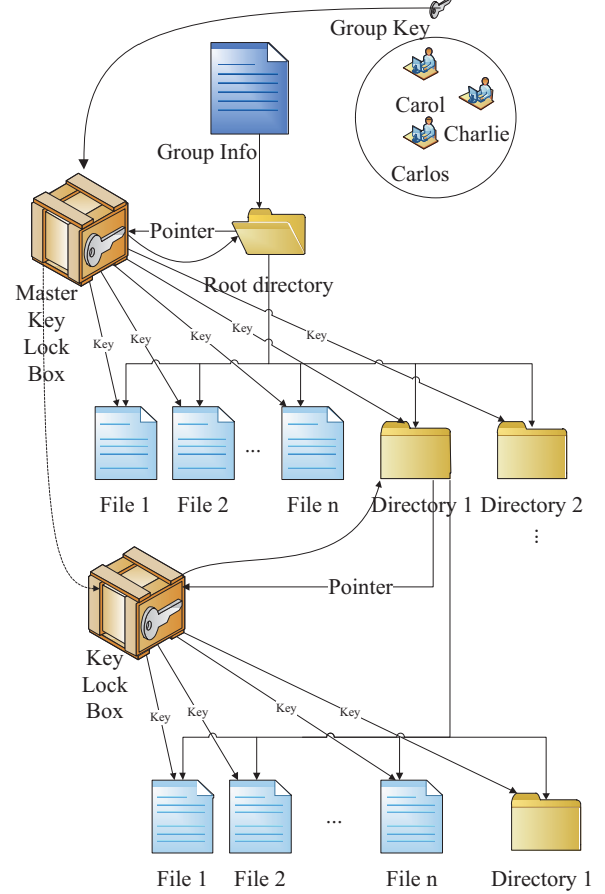 Group Key
Carol
Charlie
Carlos
Group Info
Pointer
Root directory
Master
Key
Lock
Box
Key
Key
Key
Key
Key
...
File 1
File 2
File n
Directory 1
Directory 2
...
Pointer
Key
Lock
Box
Key
Key
Key
Key
...
File 1
File 2
File n
Directory 1